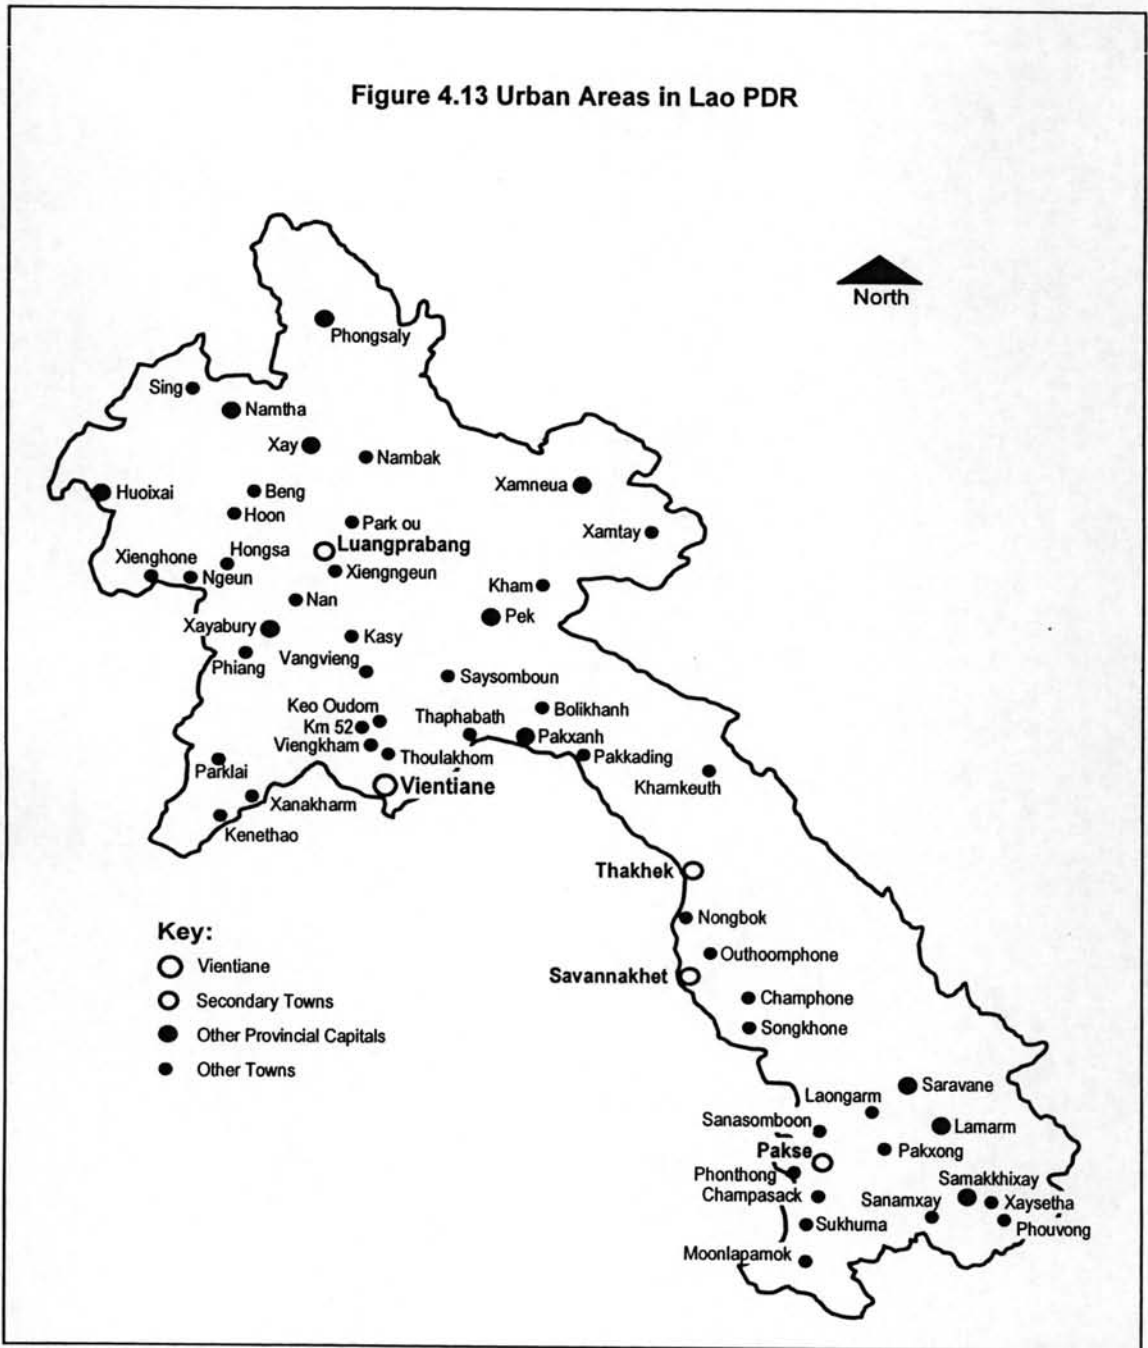 Figure 4.13 Urban Areas in Lao PDR
North
Phongsaly
Sing
Namtha
Xay
Nambak
Xamneua
Huoixai
Beng
Hoon
Park ou
Xamtay
Luangprabang
Hongsa
Xienghone
Ngeun
Xiengngeun
Kham
Nan
Pek
Xayabury
Kasy
Phiang
Vangvieng
Saysomboun
Keo Oudom
Bolikhanh
Km 52
Thaphabath
Pakxanh
Viengkham
Thoulakhom
Pakkading
Parklai
Khamkeuth
Vientiane
Xanakharm
Kenethao
Thakhek
Nongbok
Key:
Vientiane
Secondary Towns
Other Provincial Capitals
Other Towns
Outhoomphone
Savannakhet
Champhone
Songkhone
Saravane
Laongarm
Sanasomboon
Lamarm
Pakse
Pakxong
Phonthong
Samakkhixay
Champasack
Sanamxay
Xaysetha
Sukhuma
Phouvong
Moonlapamok